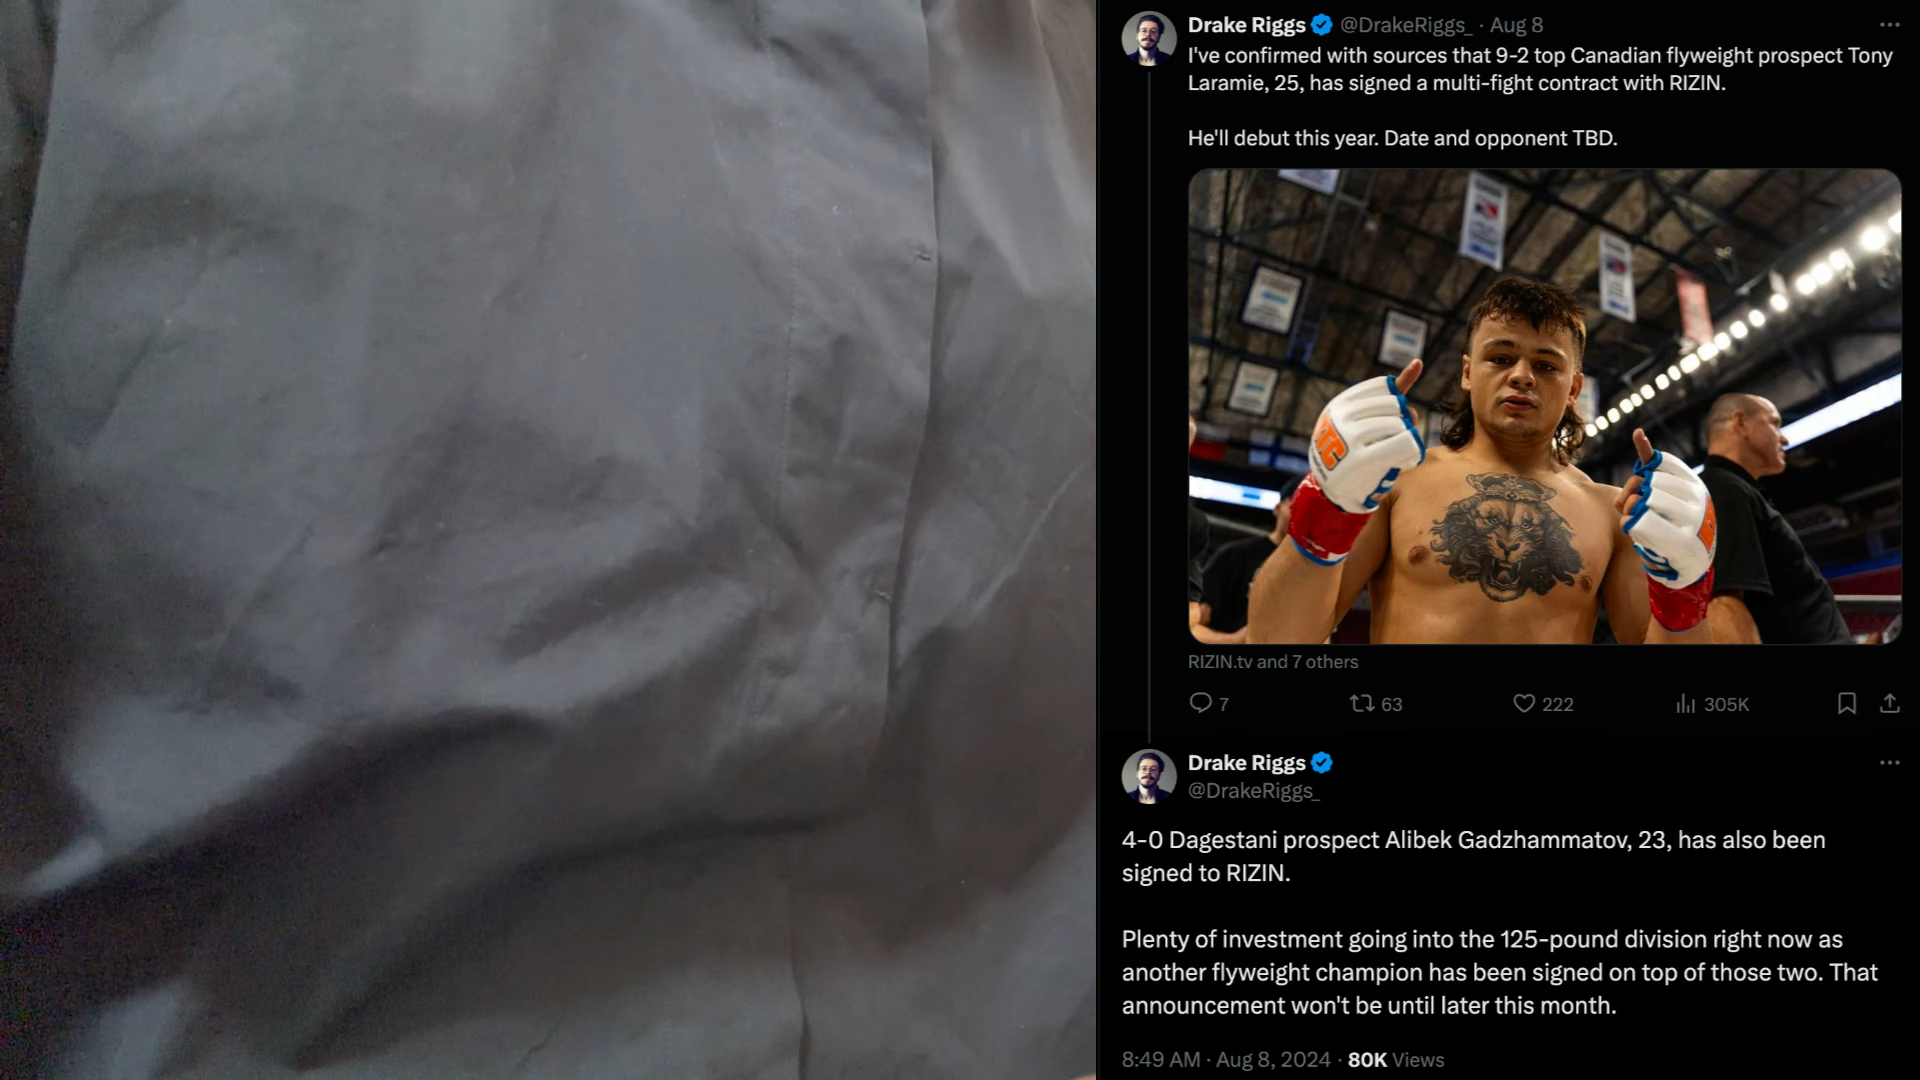 Drake Riggs @DrakeRiggs_ · Aug 8
I've confirmed with sources that 9-2 top Canadian flyweight prospect Tony
Laramie, 25, has signed a multi-fight contract with RIZIN.
He'll debut this year. Date and opponent TBD.
RIZIN.tv and 7 others
7 63 222 305K
Drake Riggs
@DrakeRiggs_
4-0 Dagestani prospect Alibek Gadzhammatov, 23, has also been
signed to RIZIN.
Plenty of investment going into the 125-pound division right now as
another flyweight champion has been signed on top of those two. That
announcement won't be until later this month.
8:49 AM · Aug 8, 2024 · 80K Views